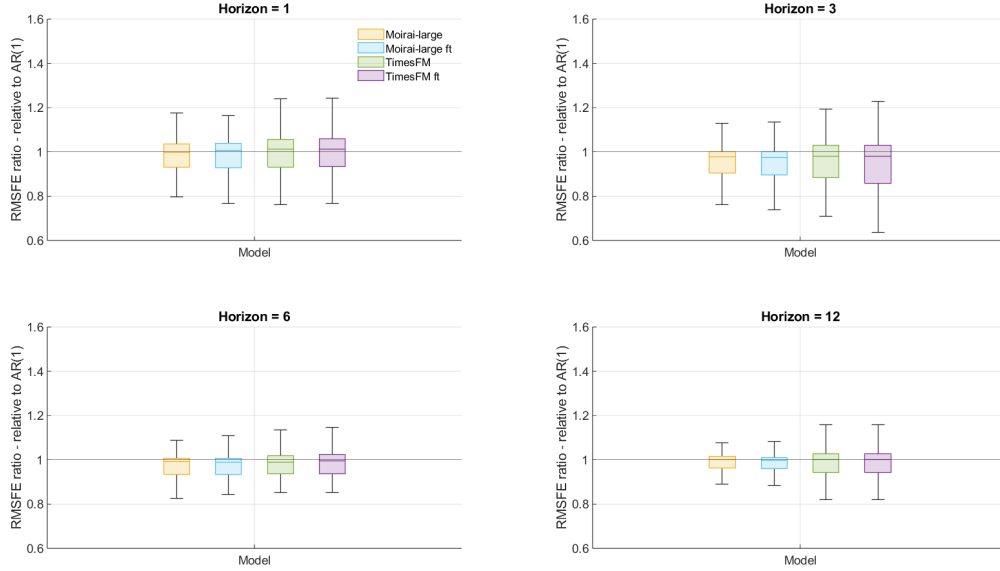 Horizon = 1
RMSFE ratio - relative to AR(1)
1.6
1.4
1.2
1
0.8
0.6
Model
Moirai-large
Moirai-large ft
TimesFM
TimesFM ft
Horizon = 3
RMSFE ratio - relative to AR(1)
1.6
1.4
1.2
1
0.8
0.6
Model
Horizon = 6
RMSFE ratio - relative to AR(1)
1.6
1.4
1.2
1
0.8
0.6
Model
Horizon = 12
RMSFE ratio - relative to AR(1)
1.6
1.4
1.2
1
0.8
0.6
Model